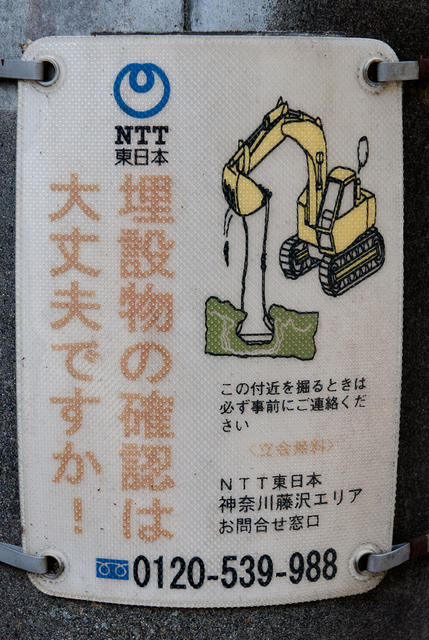 NTT
東日本
埋設物の確認は
大丈夫ですか！
この付近を掘るときは
必ず事前にご連絡くだ
さい
〈立会無料〉
NTT東日本
神奈川藤沢エリア
お問合せ窓口
0120-539-988